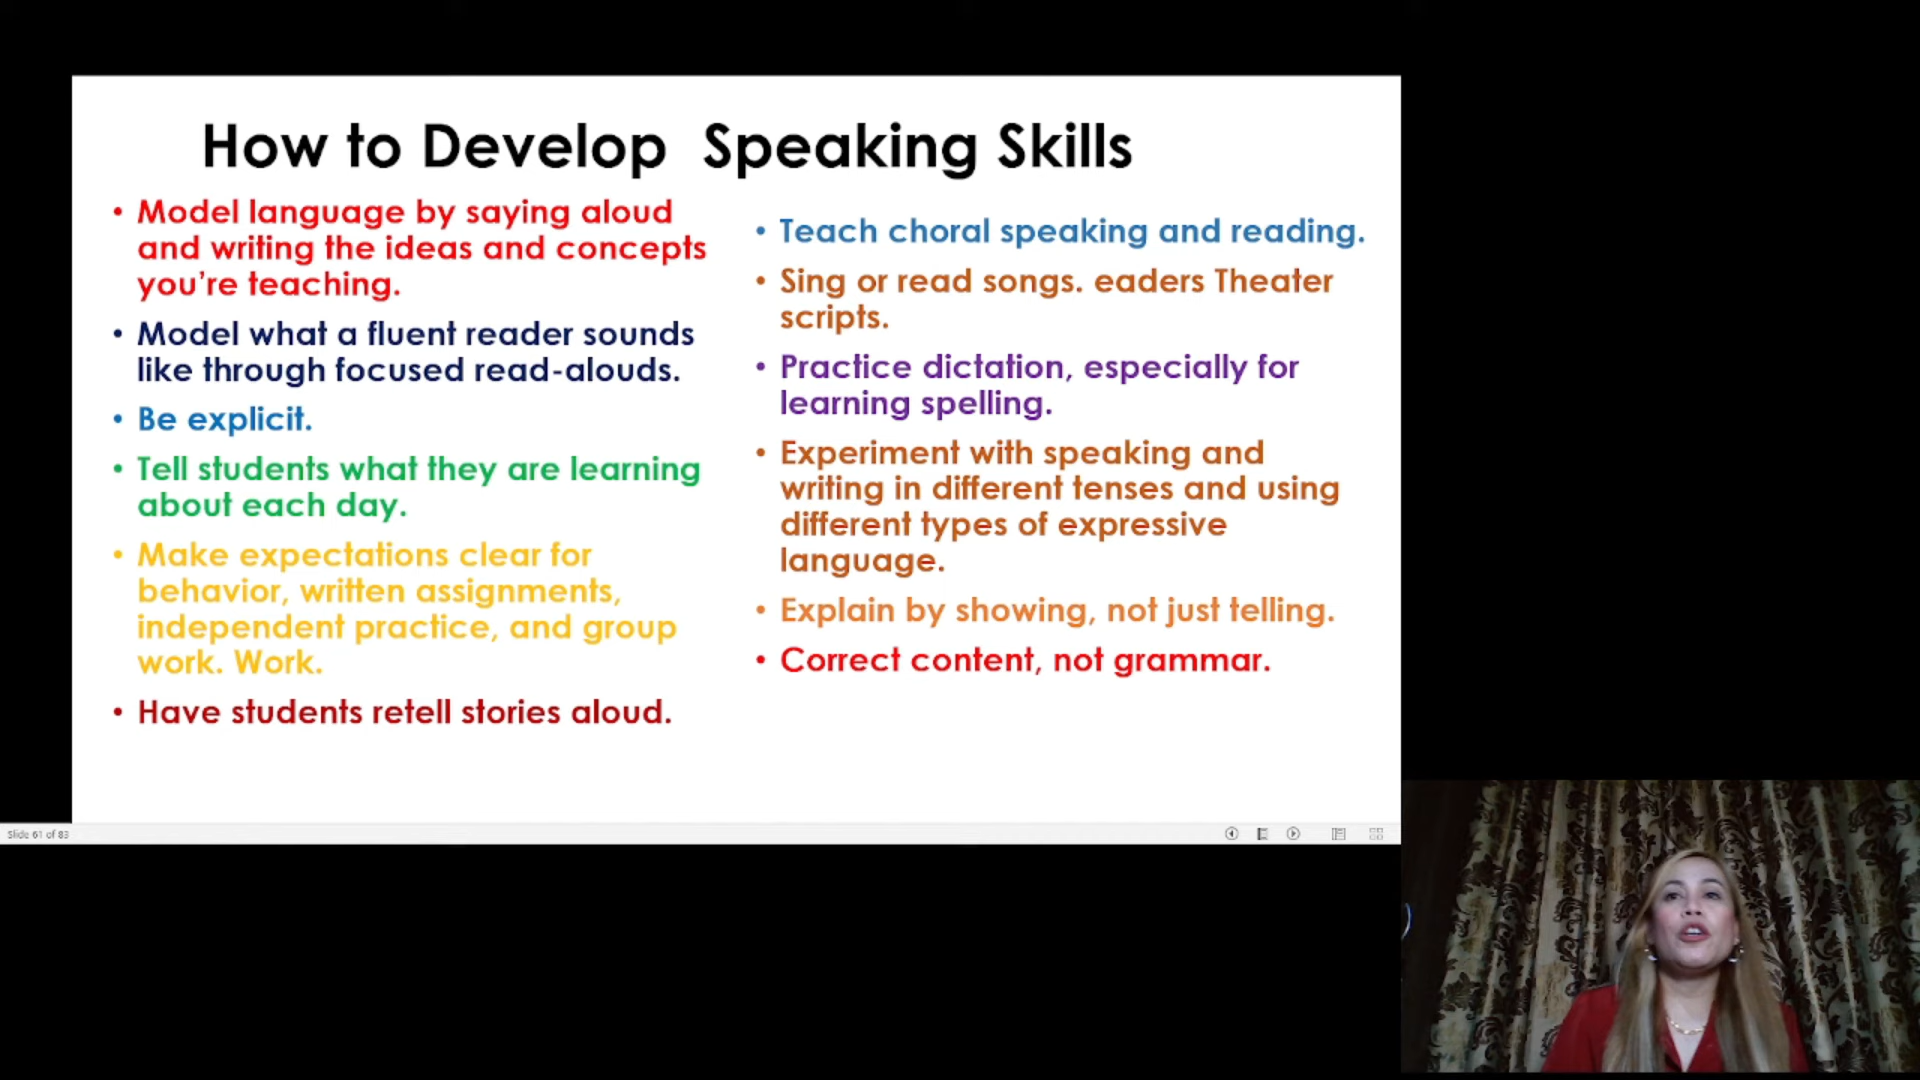 How to Develop  Speaking Skills
• Model language by saying aloud
and writing the ideas and concepts
you’re teaching.
• Model what a fluent reader sounds
like through focused read-alouds.
• Be explicit.
• Tell students what they are learning
about each day.
• Make expectations clear for
behavior, written assignments,
independent practice, and group
work. Work.
• Have students retell stories aloud.
• Teach choral speaking and reading.
• Sing or read songs. eaders Theater
scripts.
• Practice dictation, especially for
learning spelling.
• Experiment with speaking and
writing in different tenses and using
different types of expressive
language.
• Explain by showing, not just telling.
• Correct content, not grammar.
Slide 61 of 83